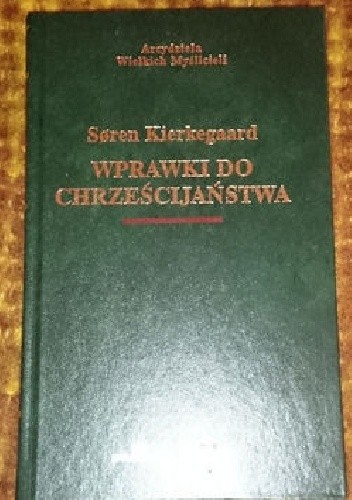 Arcydzieła
Wielkich Myślicieli
Søren Kierkegaard
WPRAWKI DO
CHRZEŚCIJAŃSTWA